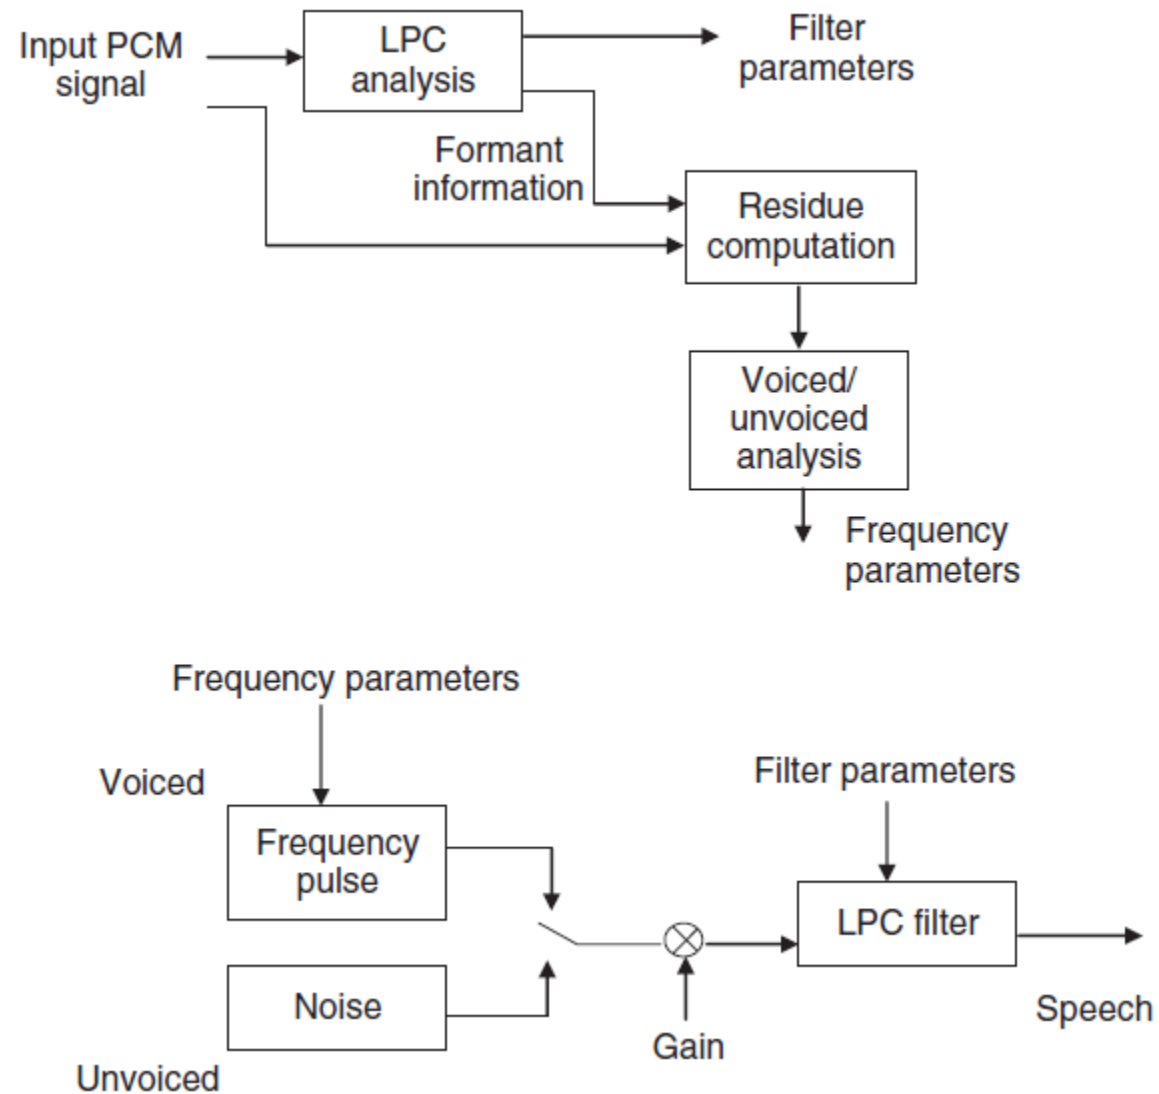 Input PCM
signal
LPC
analysis
Filter
parameters
Formant
information
Residue
computation
Voiced/
unvoiced
analysis
Frequency
parameters
Frequency parameters
Voiced
Frequency
pulse
Filter parameters
LPC filter
Noise
Speech
Gain
Unvoiced